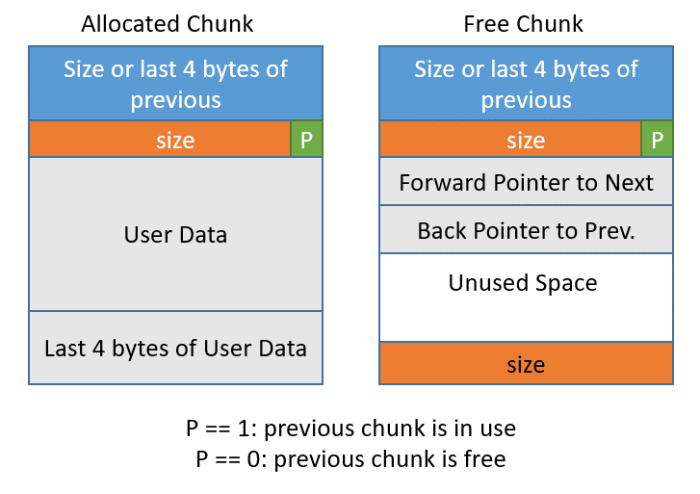 Allocated Chunk
Size or last 4 bytes of
previous
size
P
User Data
Last 4 bytes of User Data
Free Chunk
Size or last 4 bytes of
previous
size
P
Forward Pointer to Next
Back Pointer to Prev.
Unused Space
size
P == 1: previous chunk is in use
P == 0: previous chunk is free